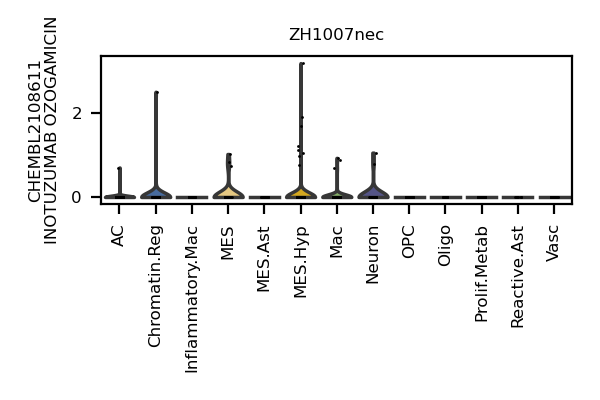 ZH1007nec
CHEMBL2108611
INOTUZUMAB OZOGAMICIN
2
0
AC
Chromatin.Reg
Inflammatory.Mac
MES
MES.Ast
MES.Hyp
Mac
Neuron
OPC
Oligo
Prolif.Metab
Reactive.Ast
Vasc